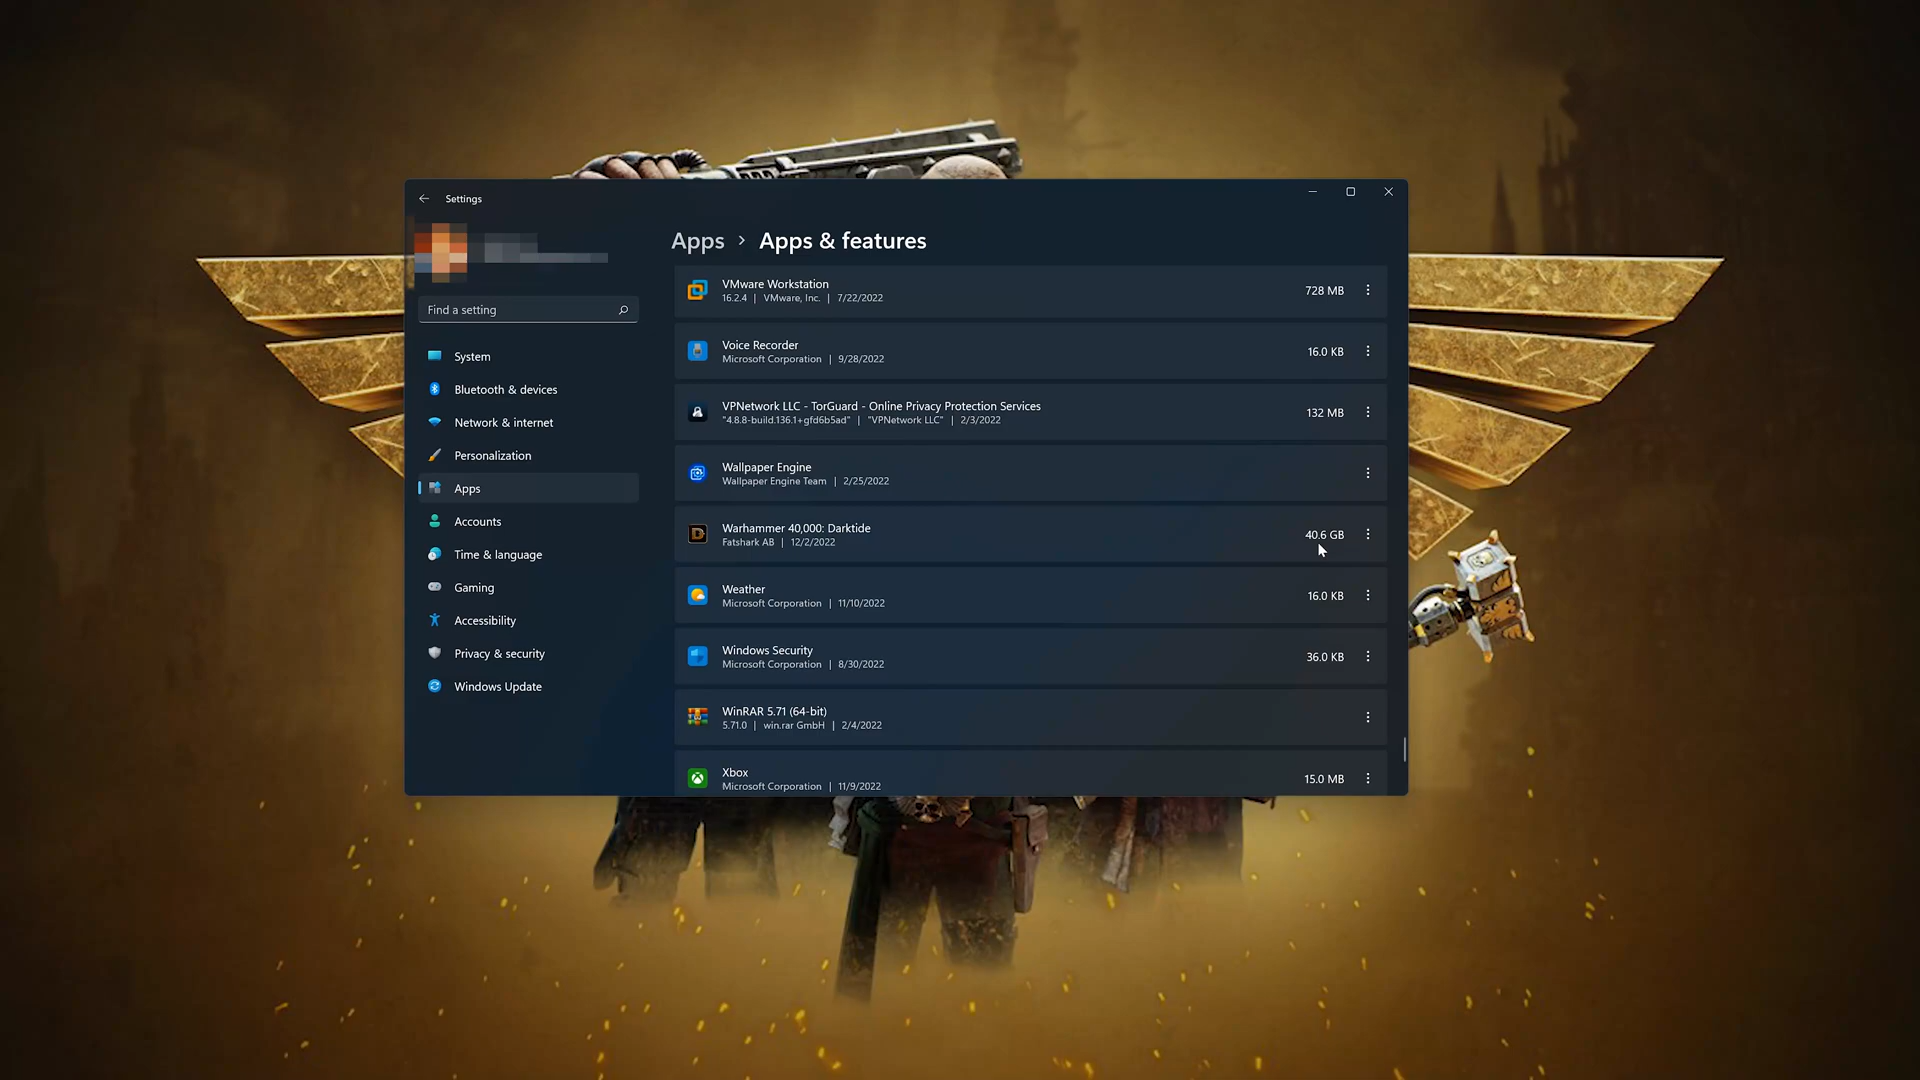 Settings
Find a setting
System
Bluetooth & devices
Network & internet
Personalization
Apps
Accounts
Time & language
Gaming
Accessibility
Privacy & security
Windows Update
Apps > Apps & features
VMware Workstation
16.2.4 | VMware, Inc. | 7/22/2022
728 MB
Voice Recorder
Microsoft Corporation | 9/28/2022
16.0 KB
VPNetwork LLC - TorGuard - Online Privacy Protection Services
"4.8.8-build.136.1+gfd6b5ad" | "VPNetwork LLC" | 2/3/2022
132 MB
Wallpaper Engine
Wallpaper Engine Team | 2/25/2022
Warhammer 40,000: Darktide
Fatshark AB | 12/2/2022
40.6 GB
Weather
Microsoft Corporation | 11/10/2022
16.0 KB
Windows Security
Microsoft Corporation | 8/30/2022
36.0 KB
WinRAR 5.71 (64-bit)
5.71.0 | win.rar GmbH | 2/4/2022
Xbox
Microsoft Corporation | 11/9/2022
15.0 MB